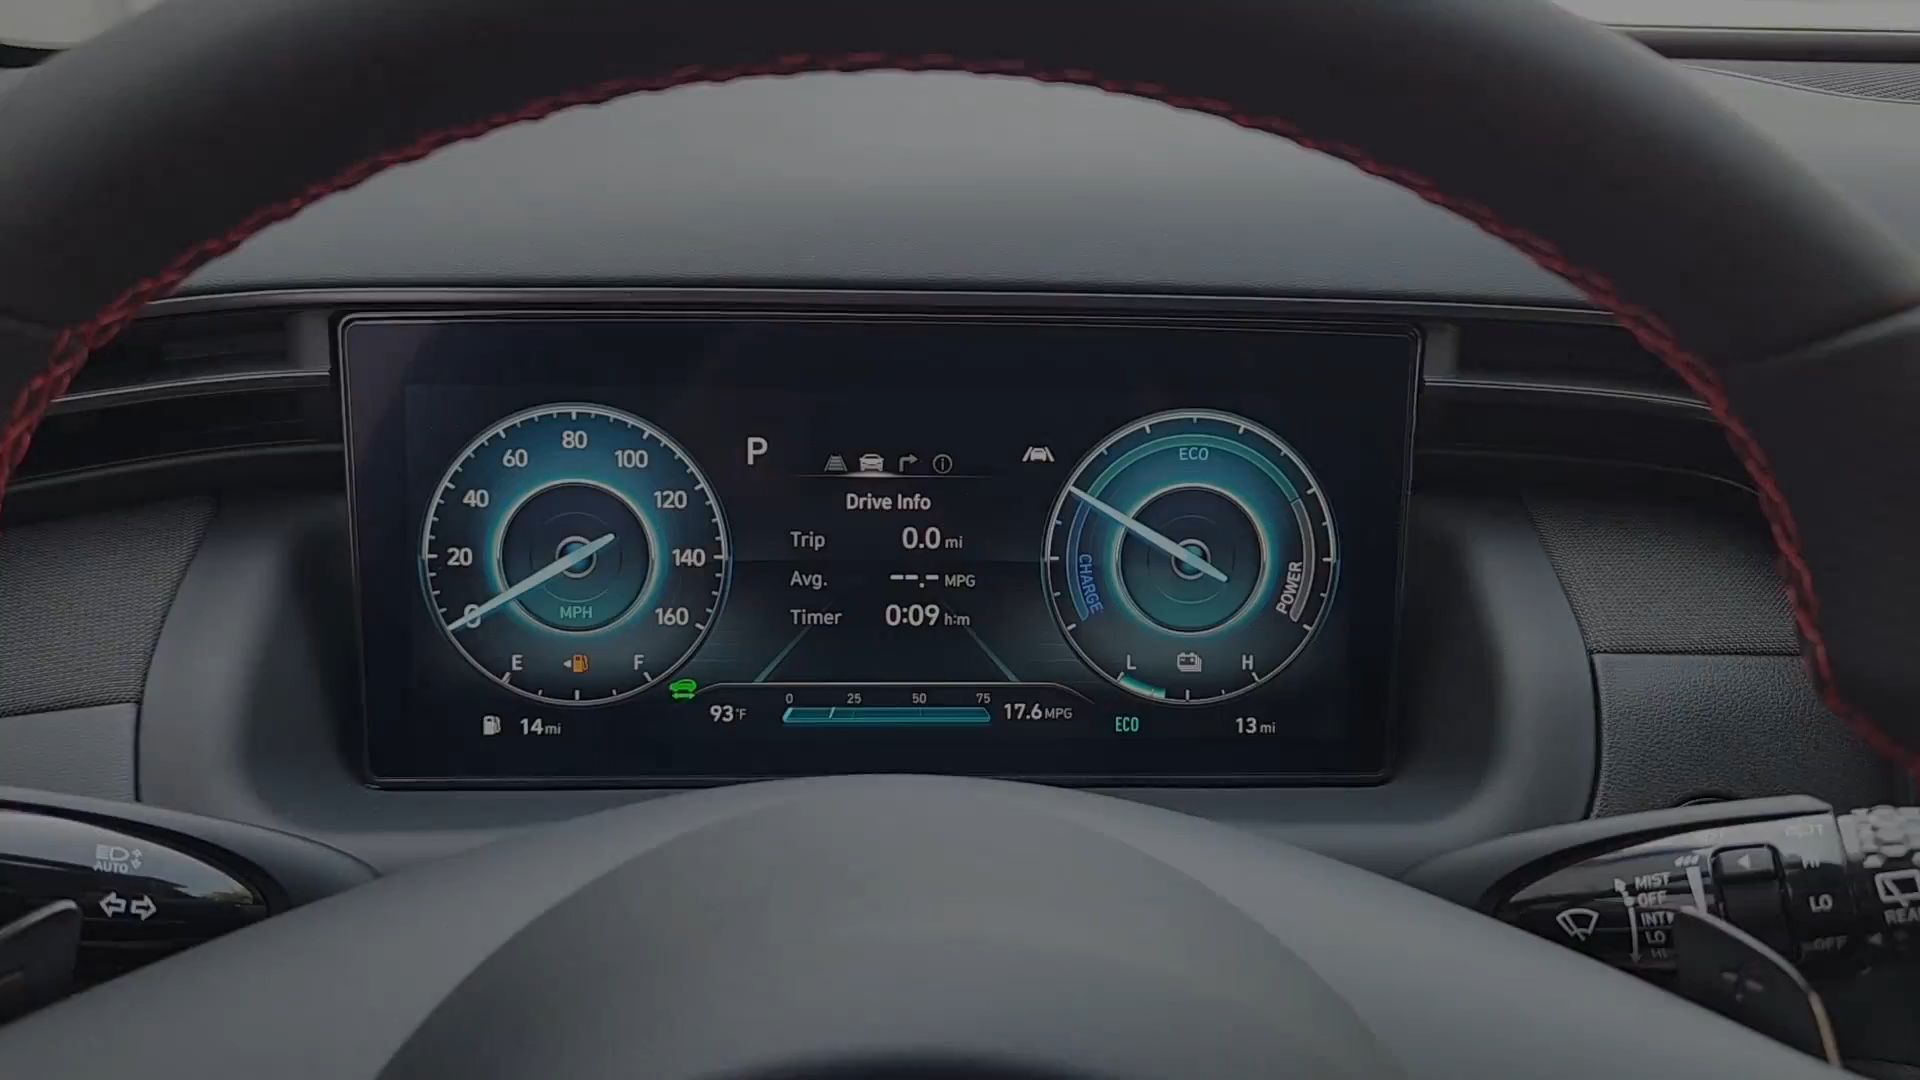 80
60
100
40
120
20
140
0
160
MPH
E
F
14 mi
P
Drive Info
Trip 0.0 mi
Avg. --.- MPG
Timer 0:09 h:m
93°F
0 25 50 75
17.6 MPG
ECO
CHARGE
POWER
L
H
ECO
13 mi
AUTO
MIST
OFF
INT
LO
HI
HI
LO
OFF